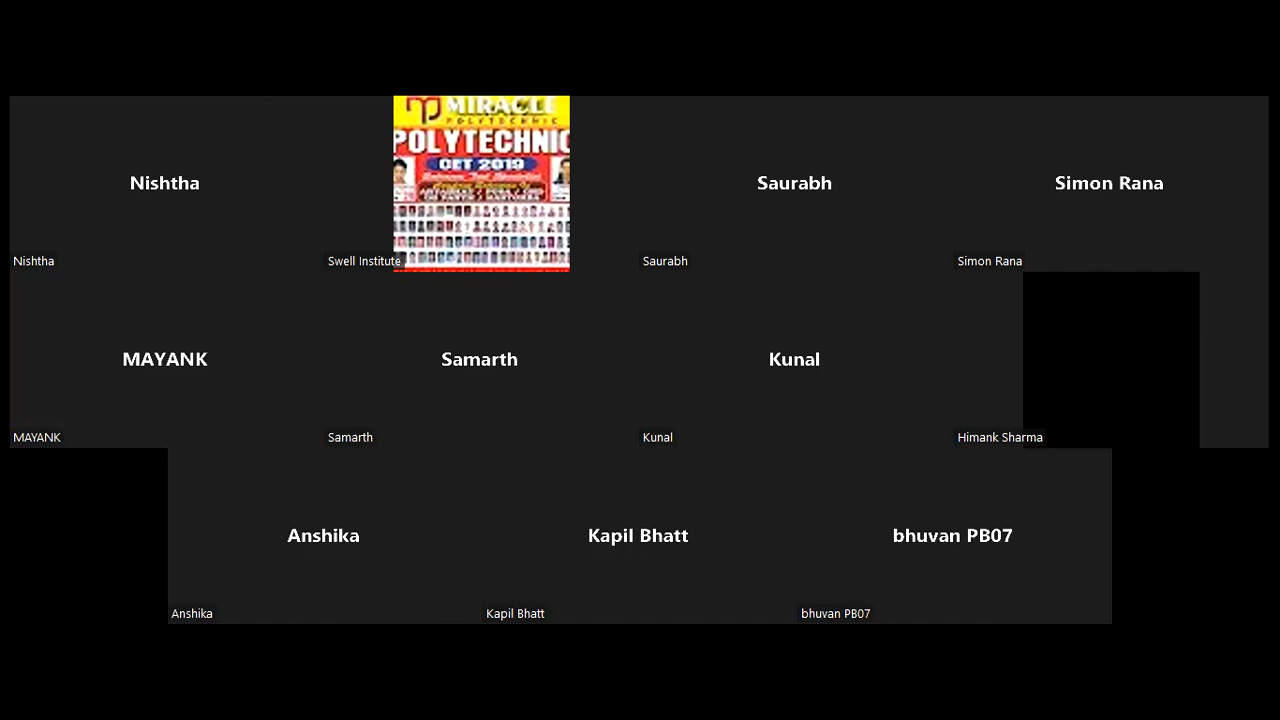 Nishtha
Nishtha
MIRACLE
POLYTECHNIC
POLYTECHNIC
CET 2019
Swell Institute
Saurabh
Saurabh
Simon Rana
Simon Rana
MAYANK
MAYANK
Samarth
Samarth
Kunal
Kunal
Himank Sharma
Anshika
Anshika
Kapil Bhatt
Kapil Bhatt
bhuvan PB07
bhuvan PB07